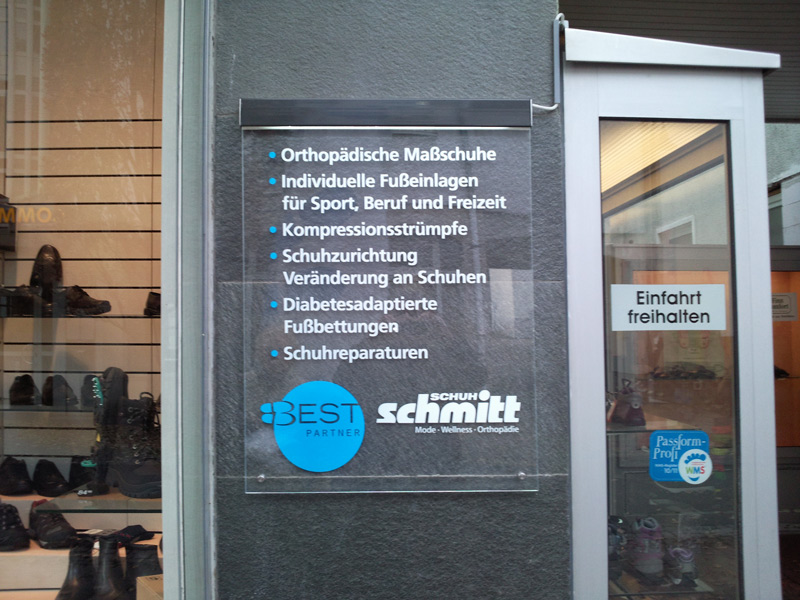 • Orthopädische Maßschuhe
• Individuelle Fußeinlagen
für Sport, Beruf und Freizeit
• Kompressionsstrümpfe
• Schuhzurichtung
Veränderung an Schuhen
• Diabetesadaptierte
Fußbettungen
• Schuhreparaturen
BEST
PARTNER
SCHUH
schmitt
Mode • Wellness • Orthopädie
Einfahrt
freihalten
Passform-
Profi
WMS